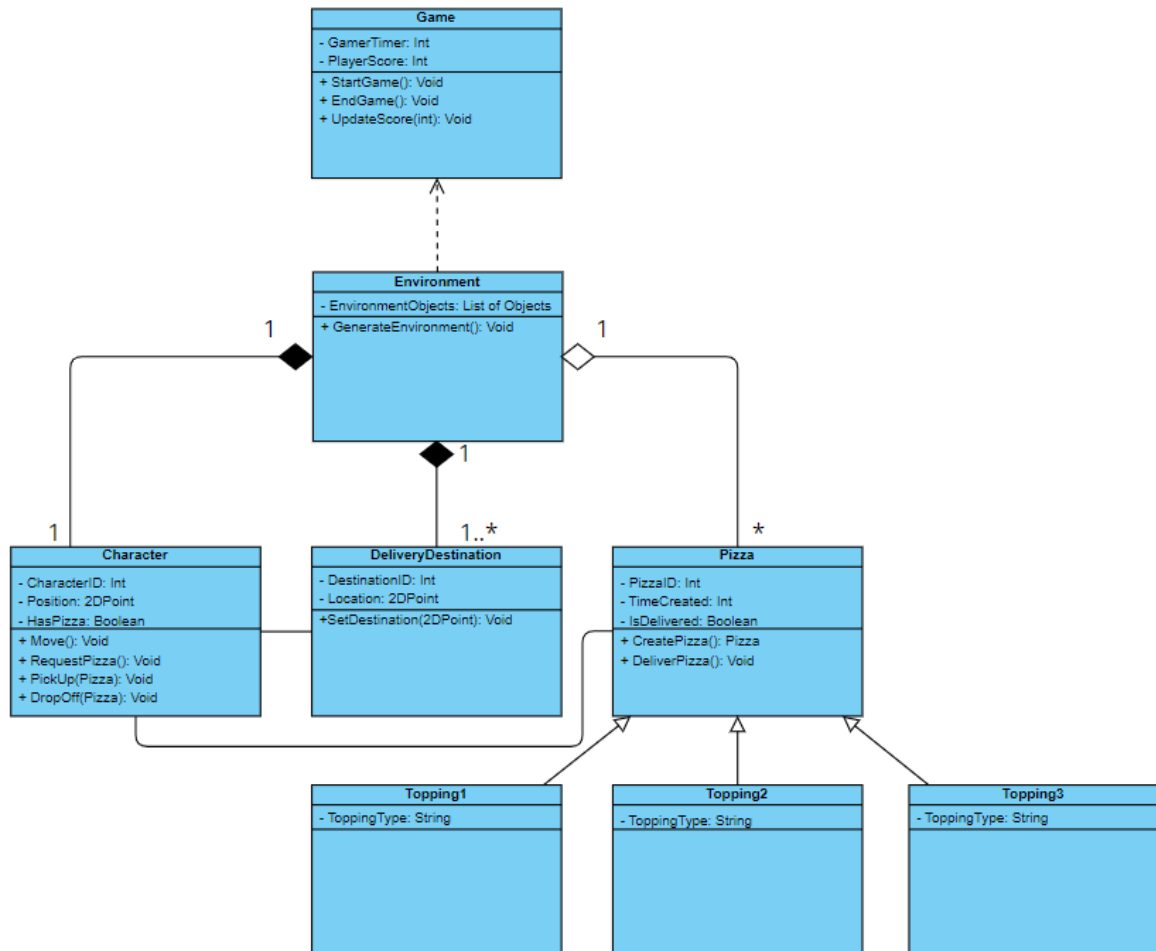 Game
- GamerTimer: Int
- PlayerScore: Int
+ StartGame(): Void
+ EndGame(): Void
+ UpdateScore(int): Void
Environment
- EnvironmentObjects: List of Objects
+ GenerateEnvironment(): Void
1
1
1
1
1..*
*
Character
- CharacterID: Int
- Position: 2DPoint
- HasPizza: Boolean
+ Move(): Void
+ RequestPizza(): Void
+ PickUp(Pizza): Void
+ DropOff(Pizza): Void
DeliveryDestination
- DestinationID: Int
- Location: 2DPoint
+SetDestination(2DPoint): Void
Pizza
- PizzaID: Int
- TimeCreated: Int
- IsDelivered: Boolean
+ CreatePizza(): Pizza
+ DeliverPizza(): Void
Topping1
- ToppingType: String
Topping2
- ToppingType: String
Topping3
- ToppingType: String